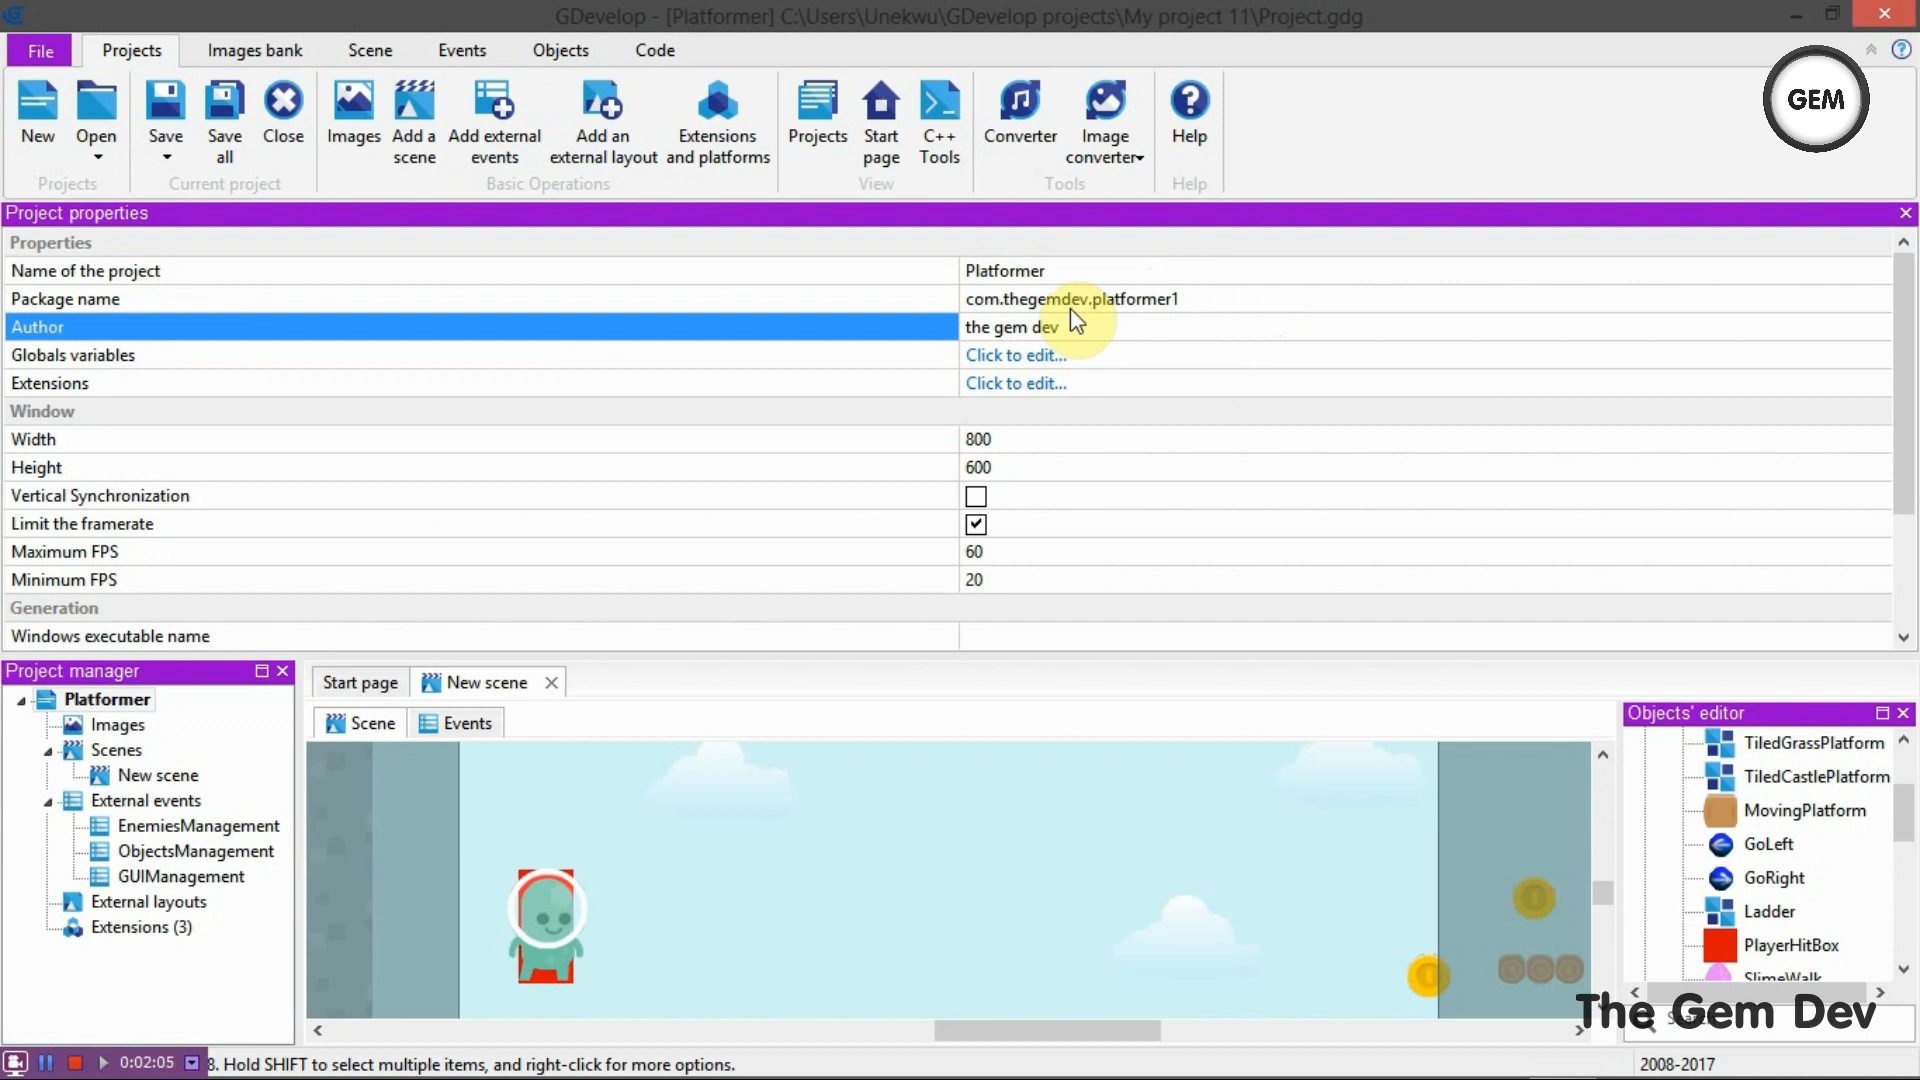 GDevelop - [Platformer] C:\Users\Unekwu\GDevelop projects\My project 11\Project.gdg
File Projects Images bank Scene Events Objects Code
New Open Save Save all Close Images Add a scene Add external events Add an external layout Extensions and platforms Projects Start page C++ Tools Converter Image converter Help
Projects Current project Basic Operations View Tools Help
GEM
Project properties
Properties
Name of the project Platformer
Package name com.thegemdev.platformer1
Author the gem dev
Globals variables Click to edit...
Extensions Click to edit...
Window
Width 800
Height 600
Vertical Synchronization
Limit the framerate
Maximum FPS 60
Minimum FPS 20
Generation
Windows executable name
Project manager
Platformer
Images
Scenes
New scene
External events
EnemiesManagement
ObjectsManagement
GUIManagement
External layouts
Extensions (3)
Start page New scene
Scene Events
Objects' editor
TiledGrassPlatform
TiledCastlePlatform
MovingPlatform
GoLeft
GoRight
Ladder
PlayerHitBox
SlimeWalk
The Gem Dev
0:02:05 8. Hold SHIFT to select multiple items, and right-click for more options.
2008-2017